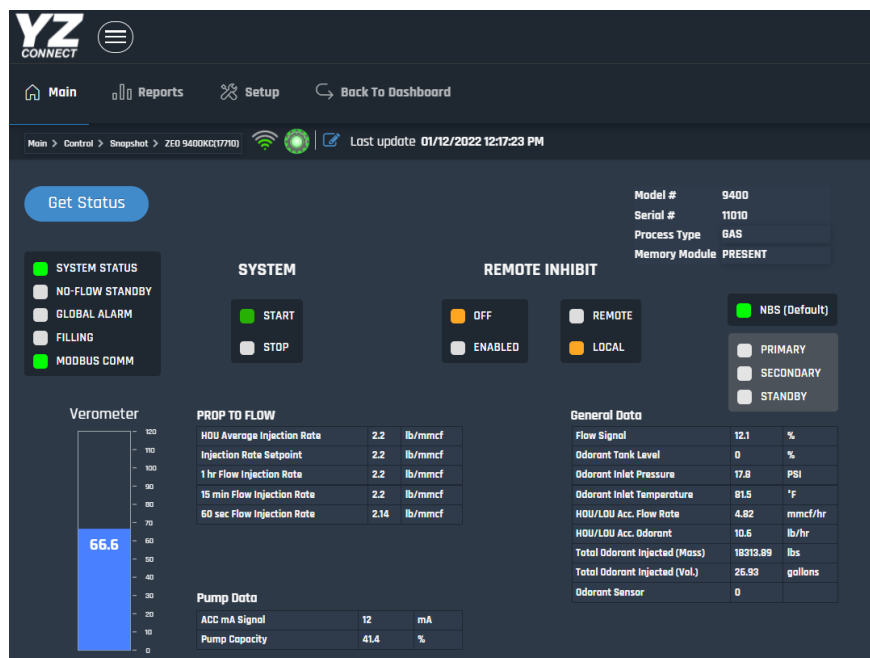 YZ
CONNECT
Main Reports Setup Back To Dashboard
Main > Control > Snapshot > ZEO 9400KC(17710) Last update 01/12/2022 12:17:23 PM
Get Status
Model # 9400
Serial # 11010
Process Type GAS
Memory Module PRESENT
SYSTEM STATUS
NO-FLOW STANDBY
GLOBAL ALARM
FILLING
MODBUS COMM
SYSTEM
START
STOP
REMOTE INHIBIT
OFF
ENABLED
REMOTE
LOCAL
NBS (Default)
PRIMARY
SECONDARY
STANDBY
Verometer
120
110
100
90
80
70
60
50
40
30
20
10
0
66.6
PROP TO FLOW
HOU Average Injection Rate 2.2 lb/mmcf
Injection Rate Setpoint 2.2 lb/mmcf
1 hr Flow Injection Rate 2.2 lb/mmcf
15 min Flow Injection Rate 2.2 lb/mmcf
60 sec Flow Injection Rate 2.14 lb/mmcf
Pump Data
ACC mA Signal 12 mA
Pump Capacity 41.4 %
General Data
Flow Signal 12.1 %
Odorant Tank Level 0 %
Odorant Inlet Pressure 17.8 PSI
Odorant Inlet Temperature 81.5 °F
HOU/LOU Acc. Flow Rate 4.82 mmcf/hr
HOU/LOU Acc. Odorant 10.6 lb/hr
Total Odorant Injected (Mass) 18313.89 lbs
Total Odorant Injected (Vol.) 26.93 gallons
Odorant Sensor 0